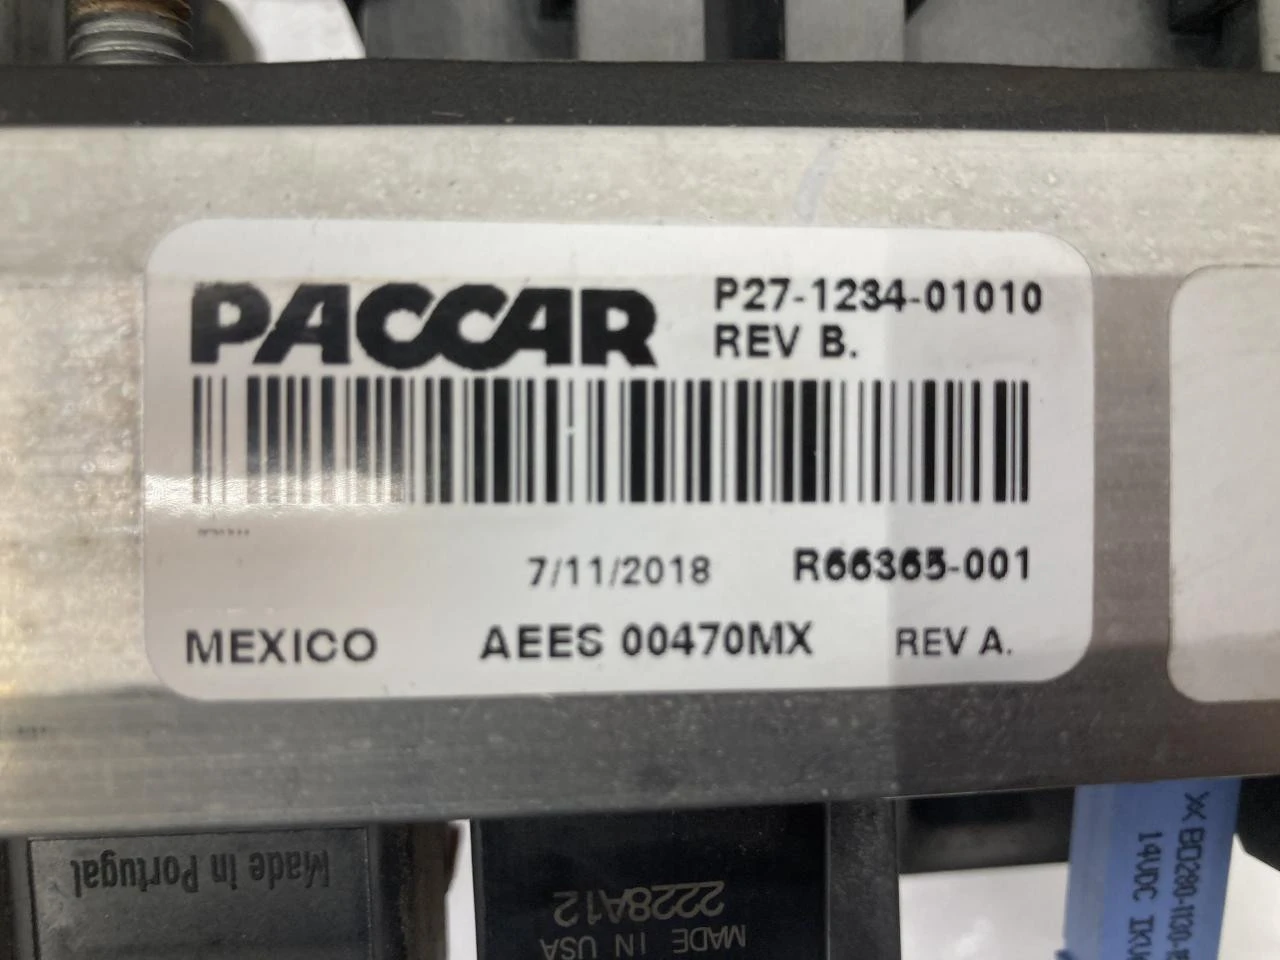 PACCAR
P27-1234-01010
REV B.
7/11/2018 R66365-001
MEXICO AEES 00470MX REV A.
Made in Portugal
2228A12
MADE IN USA
14VDC